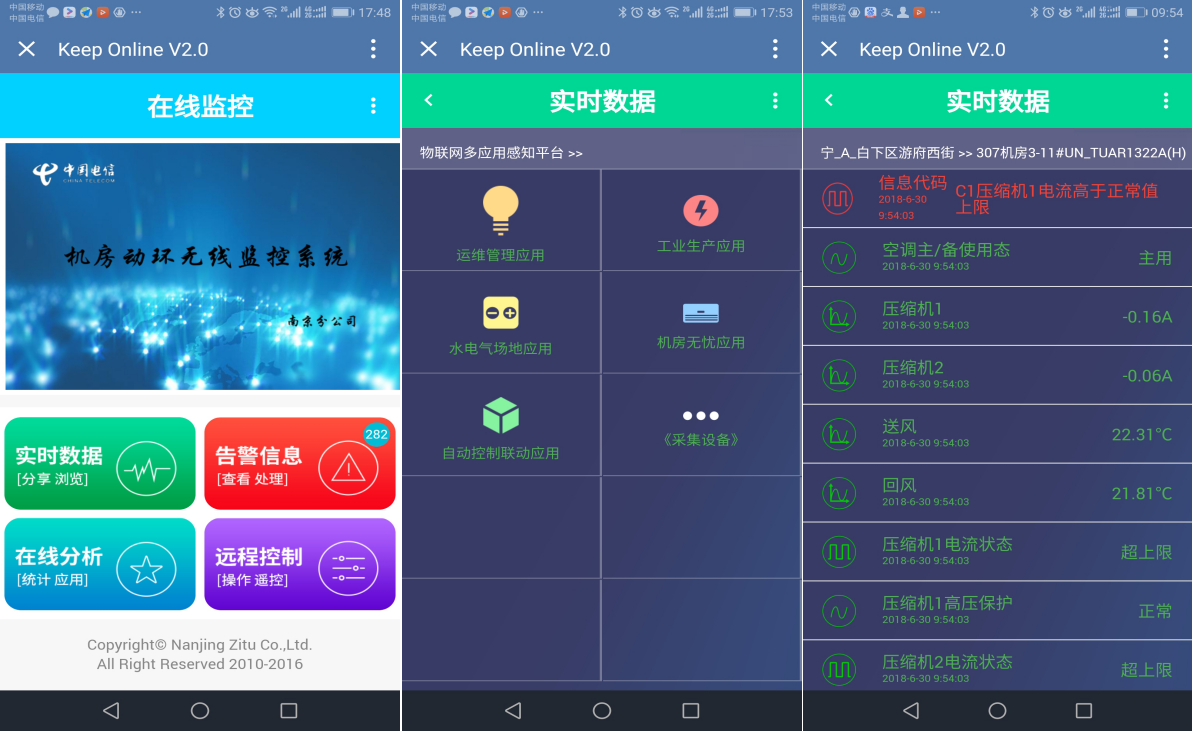 中国移动
中国电信
2G
4G
2G
17:48
Keep Online V2.0
在线监控
中国电信
CHINA TELECOM
机房动环无线监控系统
南京分公司
实时数据
[分享 浏览]
告警信息
[查看 处理]
282
在线分析
[统计 应用]
远程控制
[操作 遥控]
Copyright© Nanjing Zitu Co.,Ltd.
All Right Reserved 2010-2016
中国移动
中国电信
2G
4G
2G
17:53
Keep Online V2.0
实时数据
物联网多应用感知平台 >>
运维管理应用
工业生产应用
水电气场地应用
机房无忧应用
自动控制联动应用
《采集设备》
中国移动
中国电信
2G
4G
2G
09:54
Keep Online V2.0
实时数据
宁_A_白下区游府西街 >> 307机房3-11#UN_TUAR1322A(H)
信息代码
2018-6-30
9:54:03
C1压缩机1电流高于正常值
上限
空调主/备使用态
2018-6-30 9:54:03
主用
压缩机1
2018-6-30 9:54:03
-0.16A
压缩机2
2018-6-30 9:54:03
-0.06A
送风
2018-6-30 9:54:03
22.31°C
回风
2018-6-30 9:54:03
21.81°C
压缩机1电流状态
2018-6-30 9:54:03
超上限
压缩机1高压保护
2018-6-30 9:54:03
正常
压缩机2电流状态
2018-6-30 9:54:03
超上限